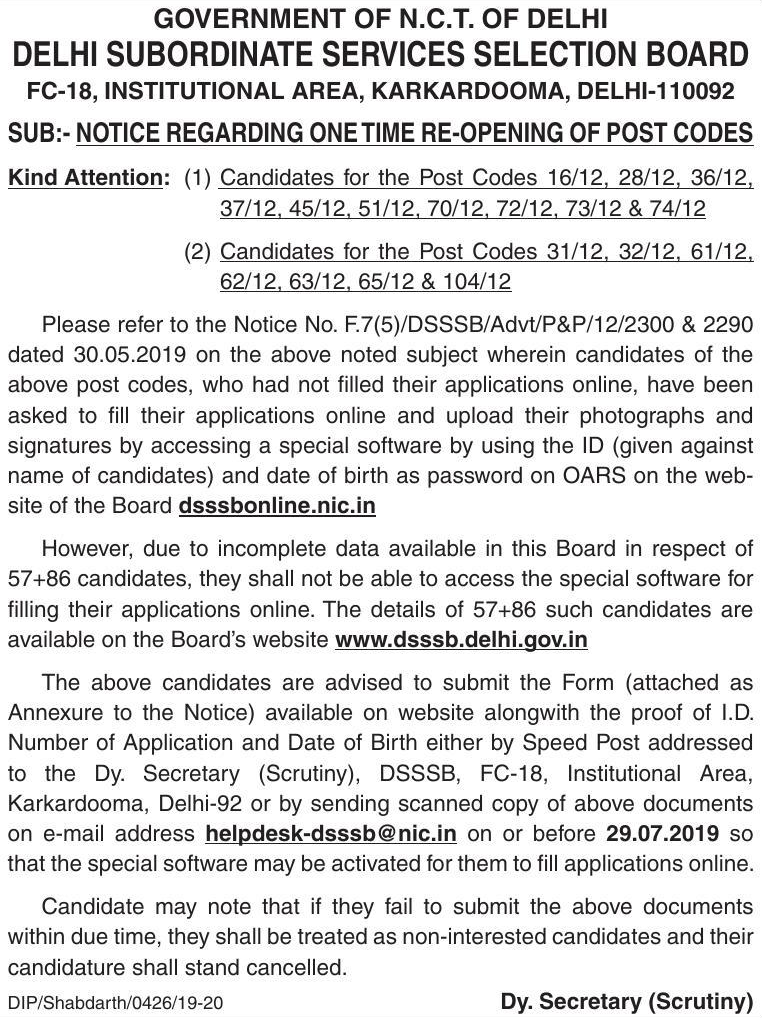 GOVERNMENT OF N.C.T. OF DELHI
DELHI SUBORDINATE SERVICES SELECTION BOARD
FC-18, INSTITUTIONAL AREA, KARKARDOOMA, DELHI-110092
SUB:- NOTICE REGARDING ONE TIME RE-OPENING OF POST CODES
Kind Attention: (1) Candidates for the Post Codes 16/12, 28/12, 36/12,
37/12, 45/12, 51/12, 70/12, 72/12, 73/12 & 74/12
(2) Candidates for the Post Codes 31/12, 32/12, 61/12,
62/12, 63/12, 65/12 & 104/12
Please refer to the Notice No. F.7(5)/DSSSB/Advt/P&P/12/2300 & 2290
dated 30.05.2019 on the above noted subject wherein candidates of the
above post codes, who had not filled their applications online, have been
asked to fill their applications online and upload their photographs and
signatures by accessing a special software by using the ID (given against
name of candidates) and date of birth as password on OARS on the web-
site of the Board dsssbonline.nic.in
However, due to incomplete data available in this Board in respect of
57+86 candidates, they shall not be able to access the special software for
filling their applications online. The details of 57+86 such candidates are
available on the Board's website www.dsssb.delhi.gov.in
The above candidates are advised to submit the Form (attached as
Annexure to the Notice) available on website alongwith the proof of I.D.
Number of Application and Date of Birth either by Speed Post addressed
to the Dy. Secretary (Scrutiny), DSSSB, FC-18, Institutional Area,
Karkardooma, Delhi-92 or by sending scanned copy of above documents
on e-mail address helpdesk-dsssb@nic.in on or before 29.07.2019 so
that the special software may be activated for them to fill applications online.
Candidate may note that if they fail to submit the above documents
within due time, they shall be treated as non-interested candidates and their
candidature shall stand cancelled.
DIP/Shabdarth/0426/19-20 Dy. Secretary (Scrutiny)